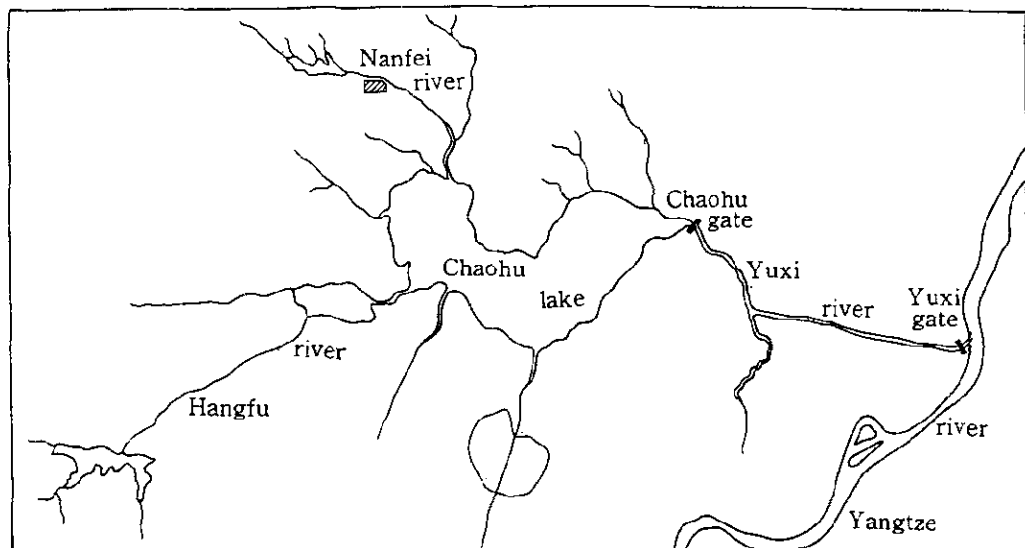 Nanfei
river
Chaohu
gate
Chaohu
Yuxi
lake
river
Yuxi
gate
river
Hangfu
river
Yangtze